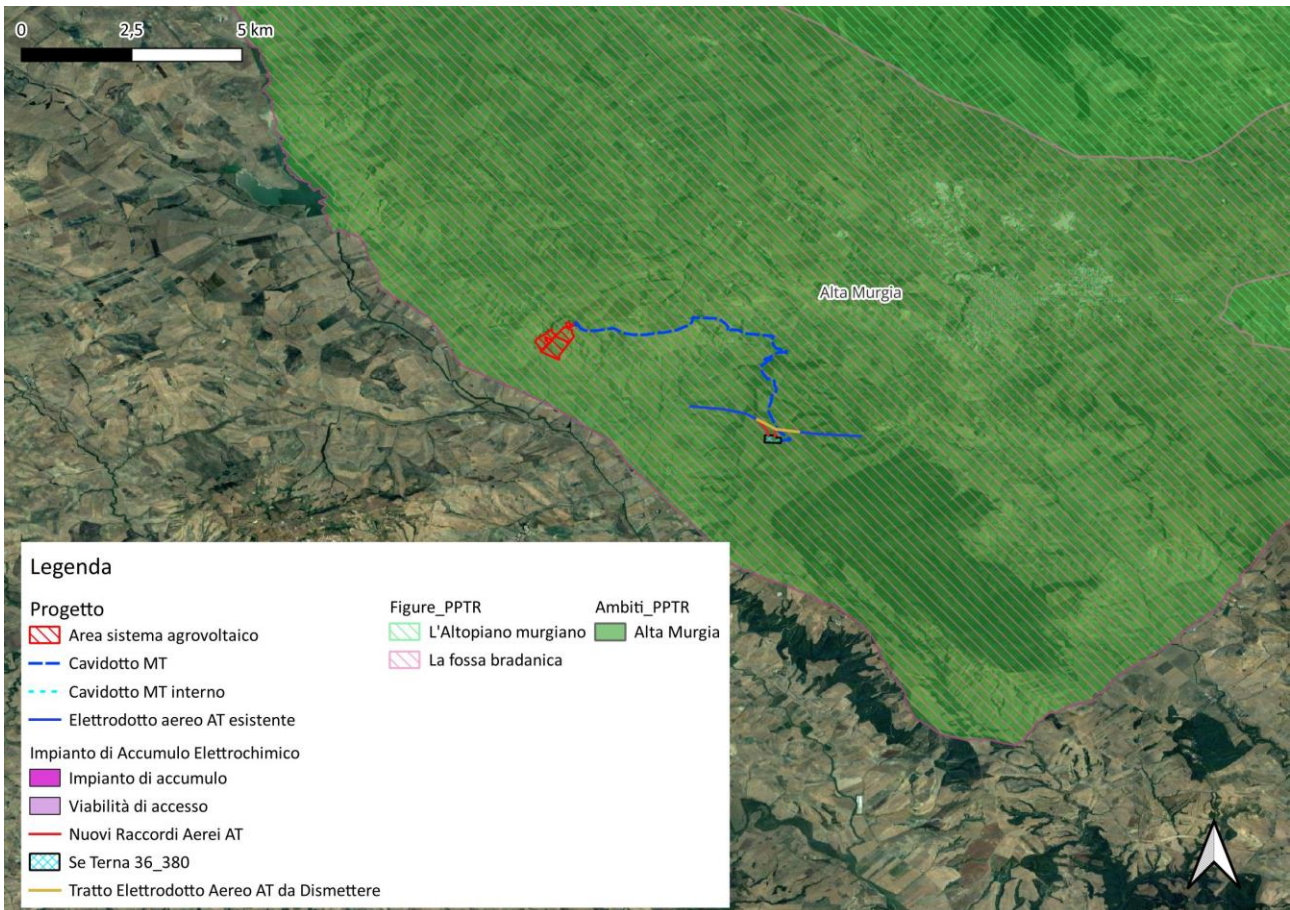 0 2,5 5 km
Alta Murgia
Legenda
Progetto
Area sistema agrovoltaico
Cavidotto MT
Cavidotto MT interno
Elettrodotto aereo AT esistente
Impianto di Accumulo Elettrochimico
Impianto di accumulo
Viabilità di accesso
Nuovi Raccordi Aerei AT
Se Terna 36_380
Tratto Elettrodotto Aereo AT da Dismettere
Figure_PPTR
L'Altopiano murgiano
La fossa bradanica
Ambiti_PPTR
Alta Murgia